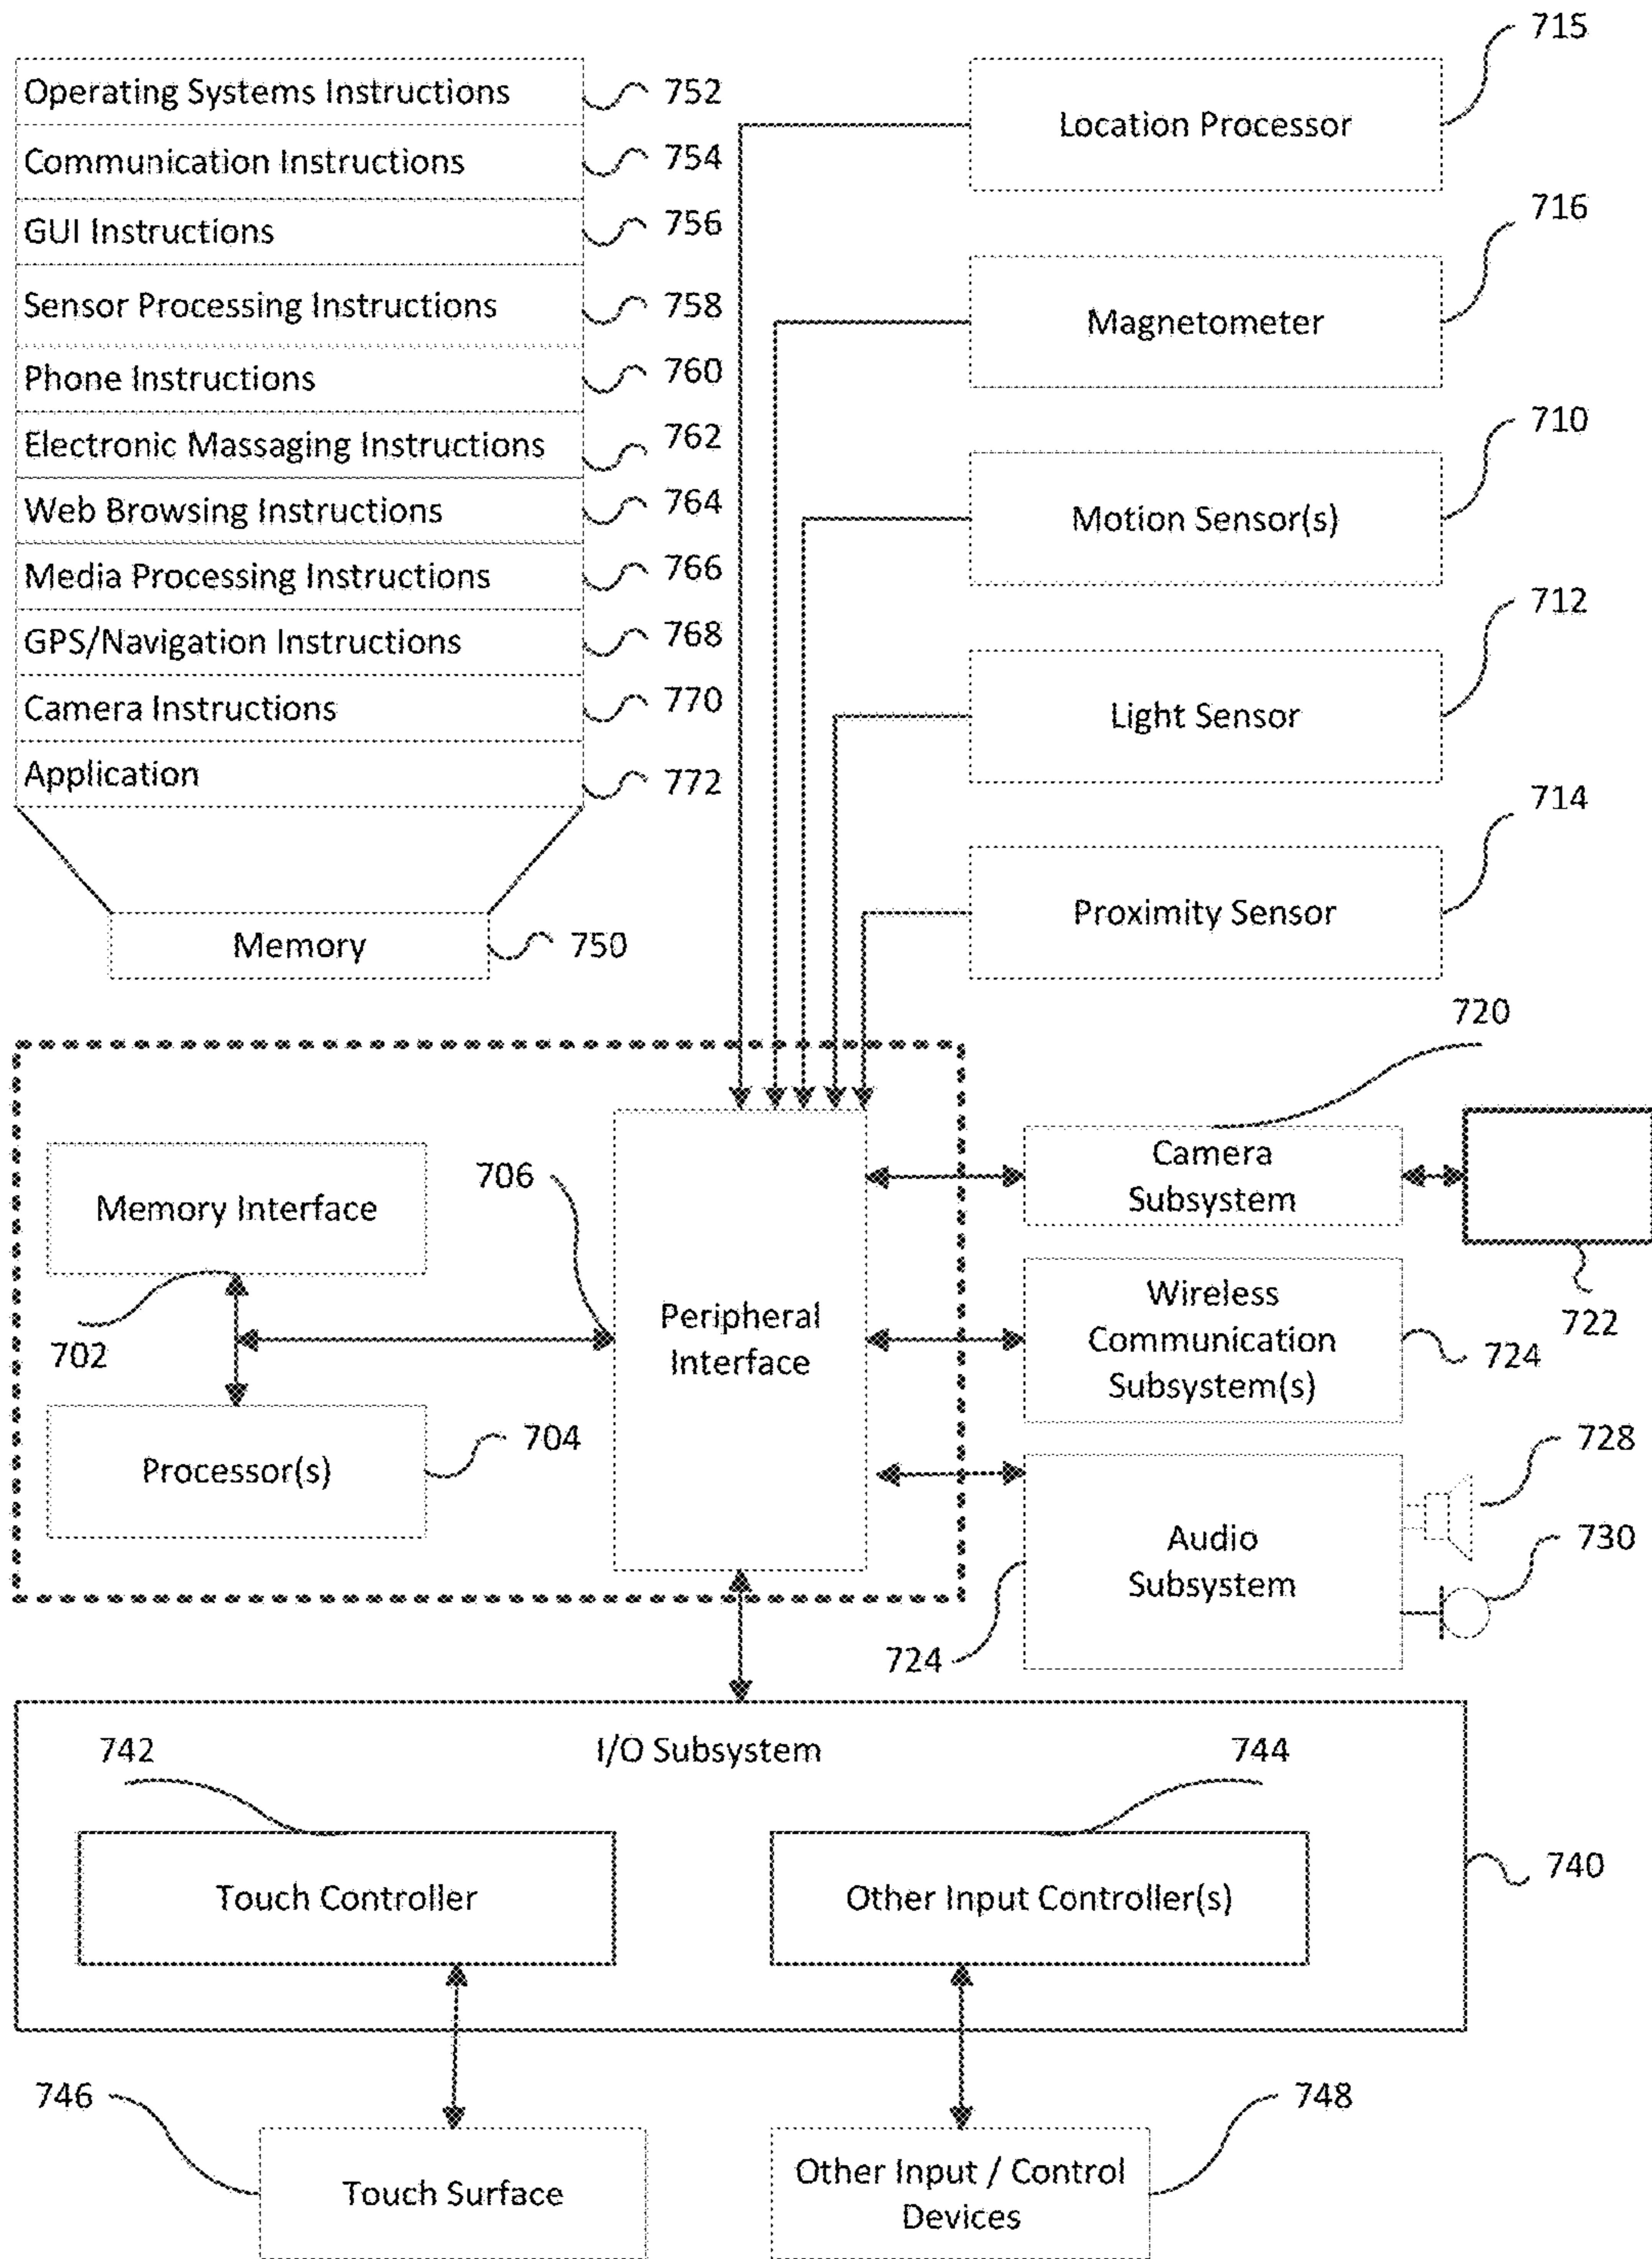 Operating Systems Instructions 752
Communication Instructions 754
GUI Instructions 756
Sensor Processing Instructions 758
Phone Instructions 760
Electronic Massaging Instructions 762
Web Browsing Instructions 764
Media Processing Instructions 766
GPS/Navigation Instructions 768
Camera Instructions 770
Application 772
Memory 750
715
Location Processor
716
Magnetometer
710
Motion Sensor(s)
712
Light Sensor
714
Proximity Sensor
720
Memory Interface
702
706
Processor(s)
704
Peripheral
Interface
Camera
Subsystem
722
Wireless
Communication
Subsystem(s)
724
Audio
Subsystem
724
728
730
I/O Subsystem
742
744
740
Touch Controller
Other Input Controller(s)
746
Touch Surface
748
Other Input / Control
Devices